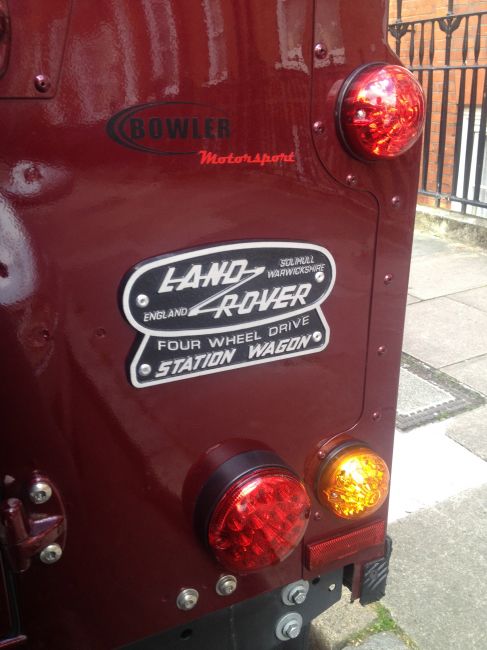 BOWLER
Motorsport
LAND
SOLIHULL
WARWICKSHIRE
ENGLAND
ROVER
FOUR WHEEL DRIVE
STATION WAGON